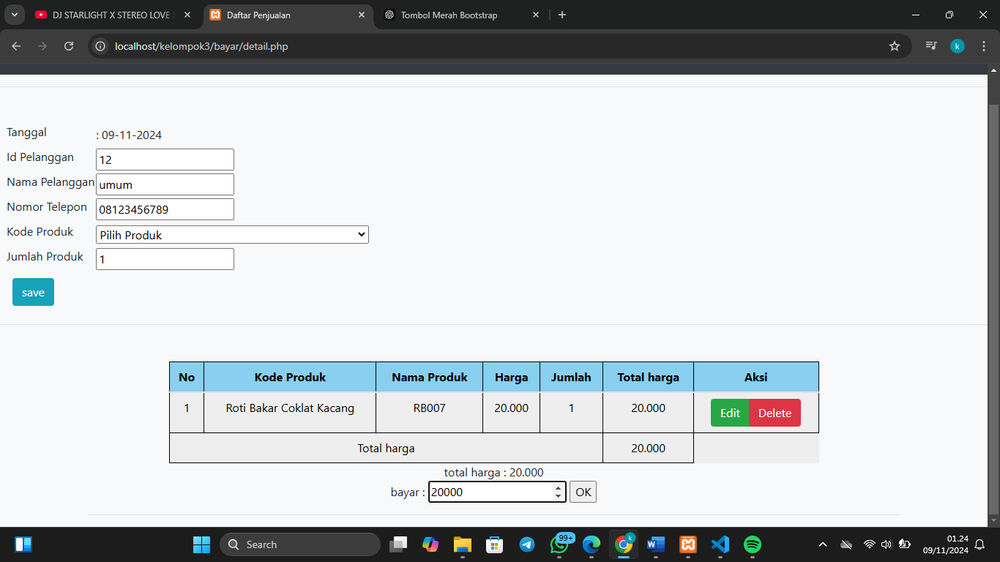 DJ STARLIGHT X STEREO LOVE
Daftar Penjualan
Tombol Merah Bootstrap
localhost/kelompok3/bayar/detail.php
k
Tanggal : 09-11-2024
Id Pelanggan 12
Nama Pelanggan umum
Nomor Telepon 08123456789
Kode Produk Pilih Produk
Jumlah Produk 1
save
No Kode Produk Nama Produk Harga Jumlah Total harga Aksi
1 Roti Bakar Coklat Kacang RB007 20.000 1 20.000 Edit Delete
Total harga 20.000
total harga : 20.000
bayar : 20000 OK
Search
99+
k
01.24
09/11/2024